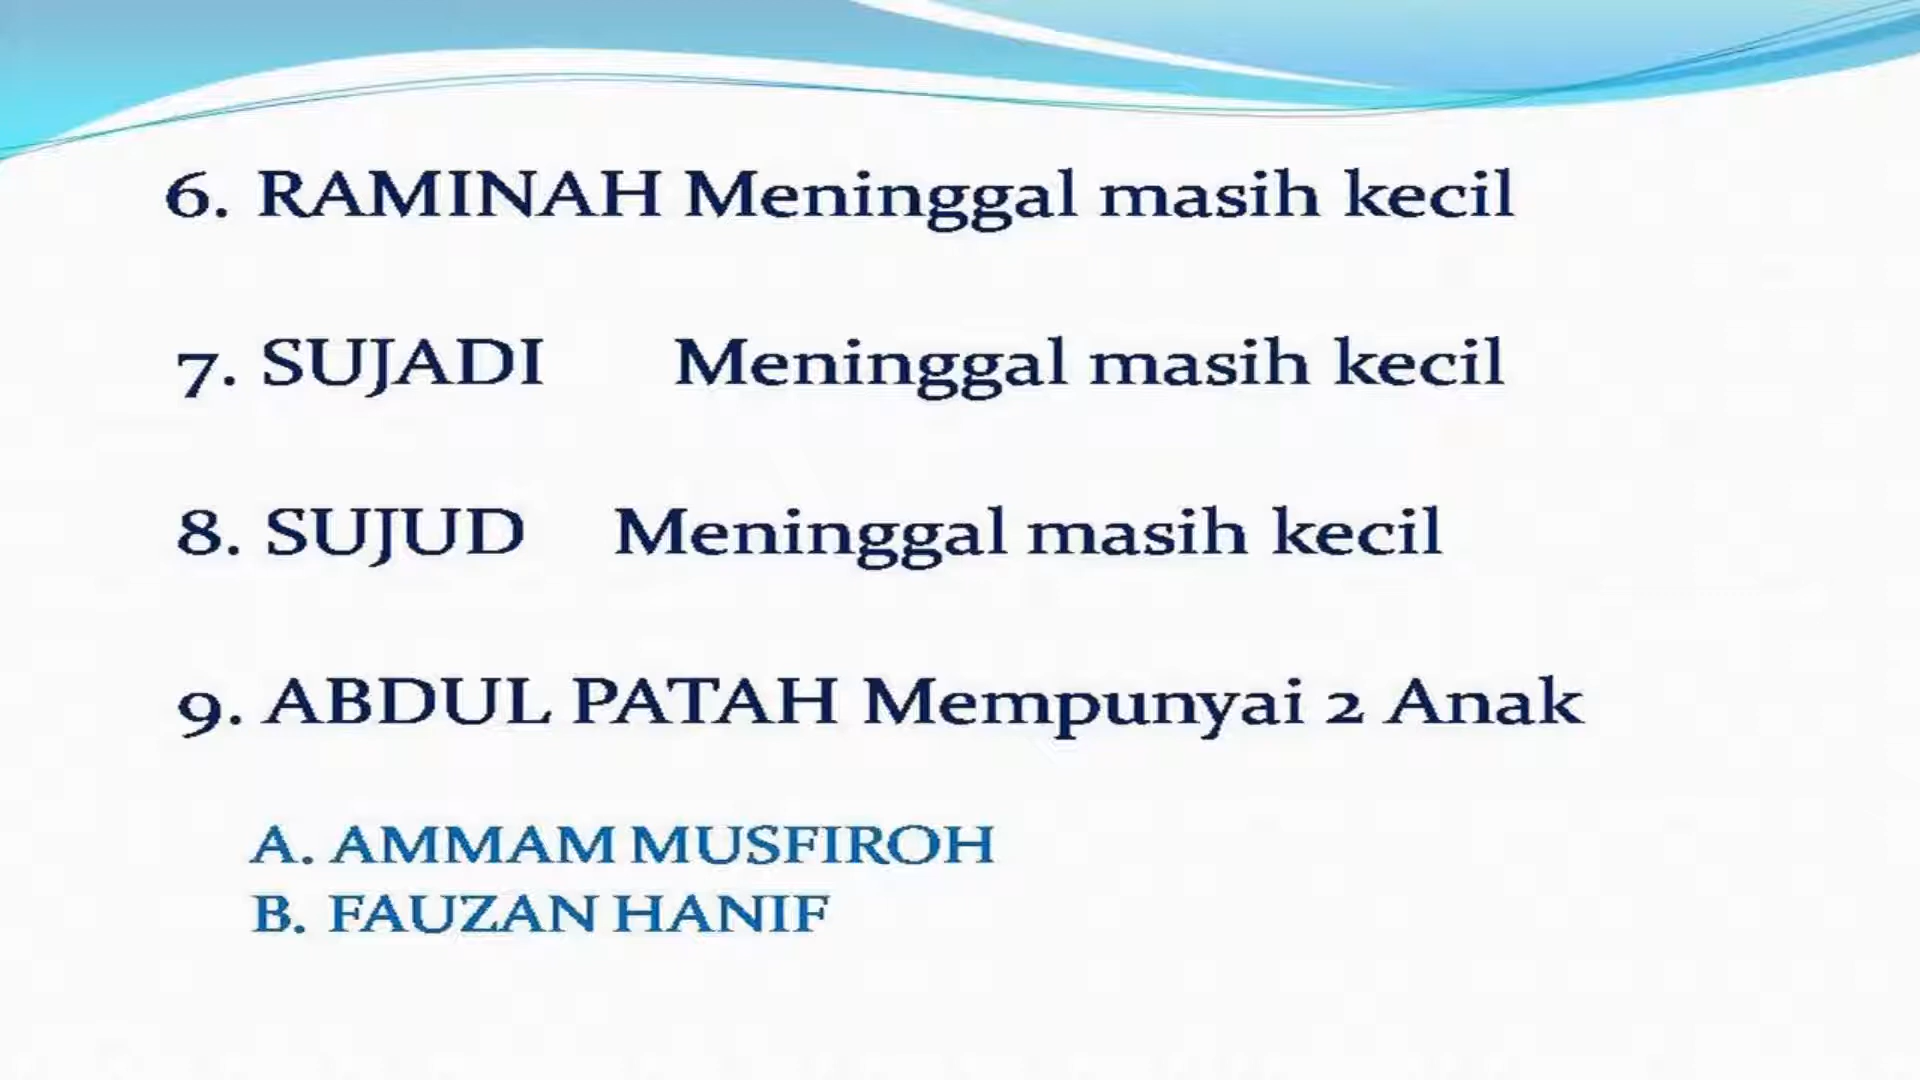 6. RAMINAH Meninggal masih kecil
7. SUJADI Meninggal masih kecil
8. SUJUD Meninggal masih kecil
9. ABDUL PATAH Mempunyai 2 Anak
A. AMMAM MUSFIROH
B. FAUZAN HANIF